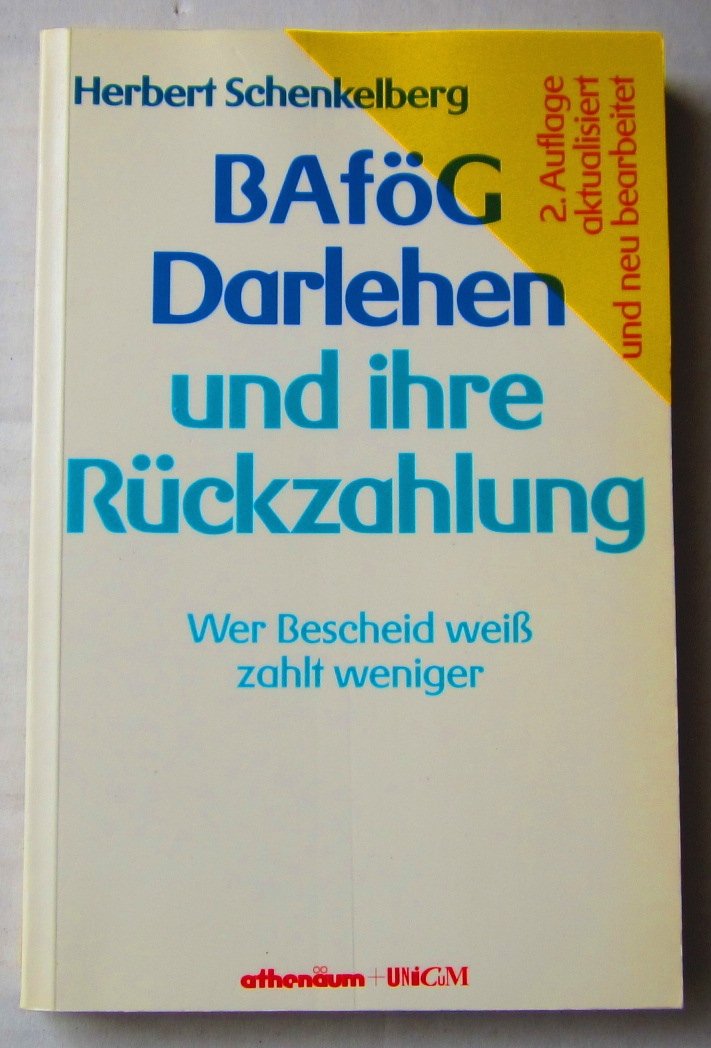 Herbert Schenkelberg
BAföG
Darlehen
und ihre
Rückzahlung
Wer Bescheid weiß
zahlt weniger
2. Auflage
aktualisiert
und neu bearbeitet
athenäum + UNiCuM